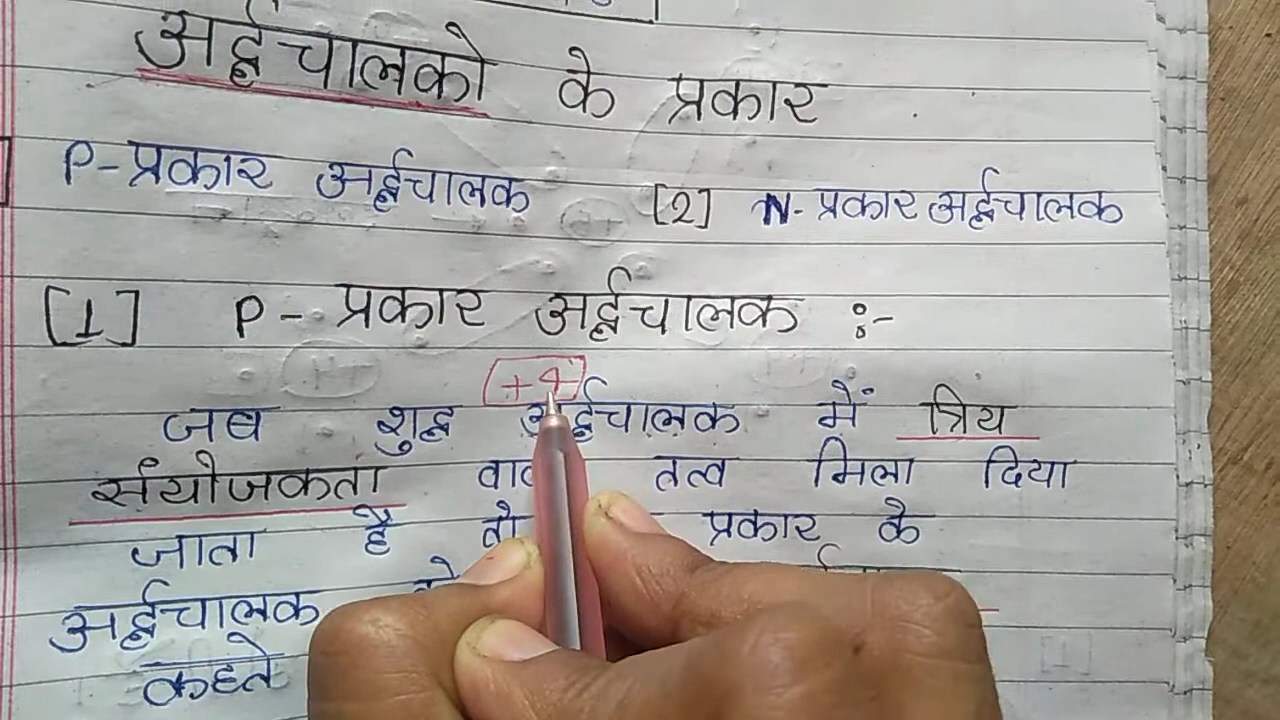 अर्द्धचालको के प्रकार
P-प्रकार अर्द्धचालक [2] N-प्रकार अर्द्धचालक
[1] P- प्रकार अर्द्धचालक :-
+4
जब शुद्ध अर्द्धचालक में त्रिय
संयोजकता तत्व मिला दिया
जाता है तो प्रकार के
अर्द्धचालक
कहते